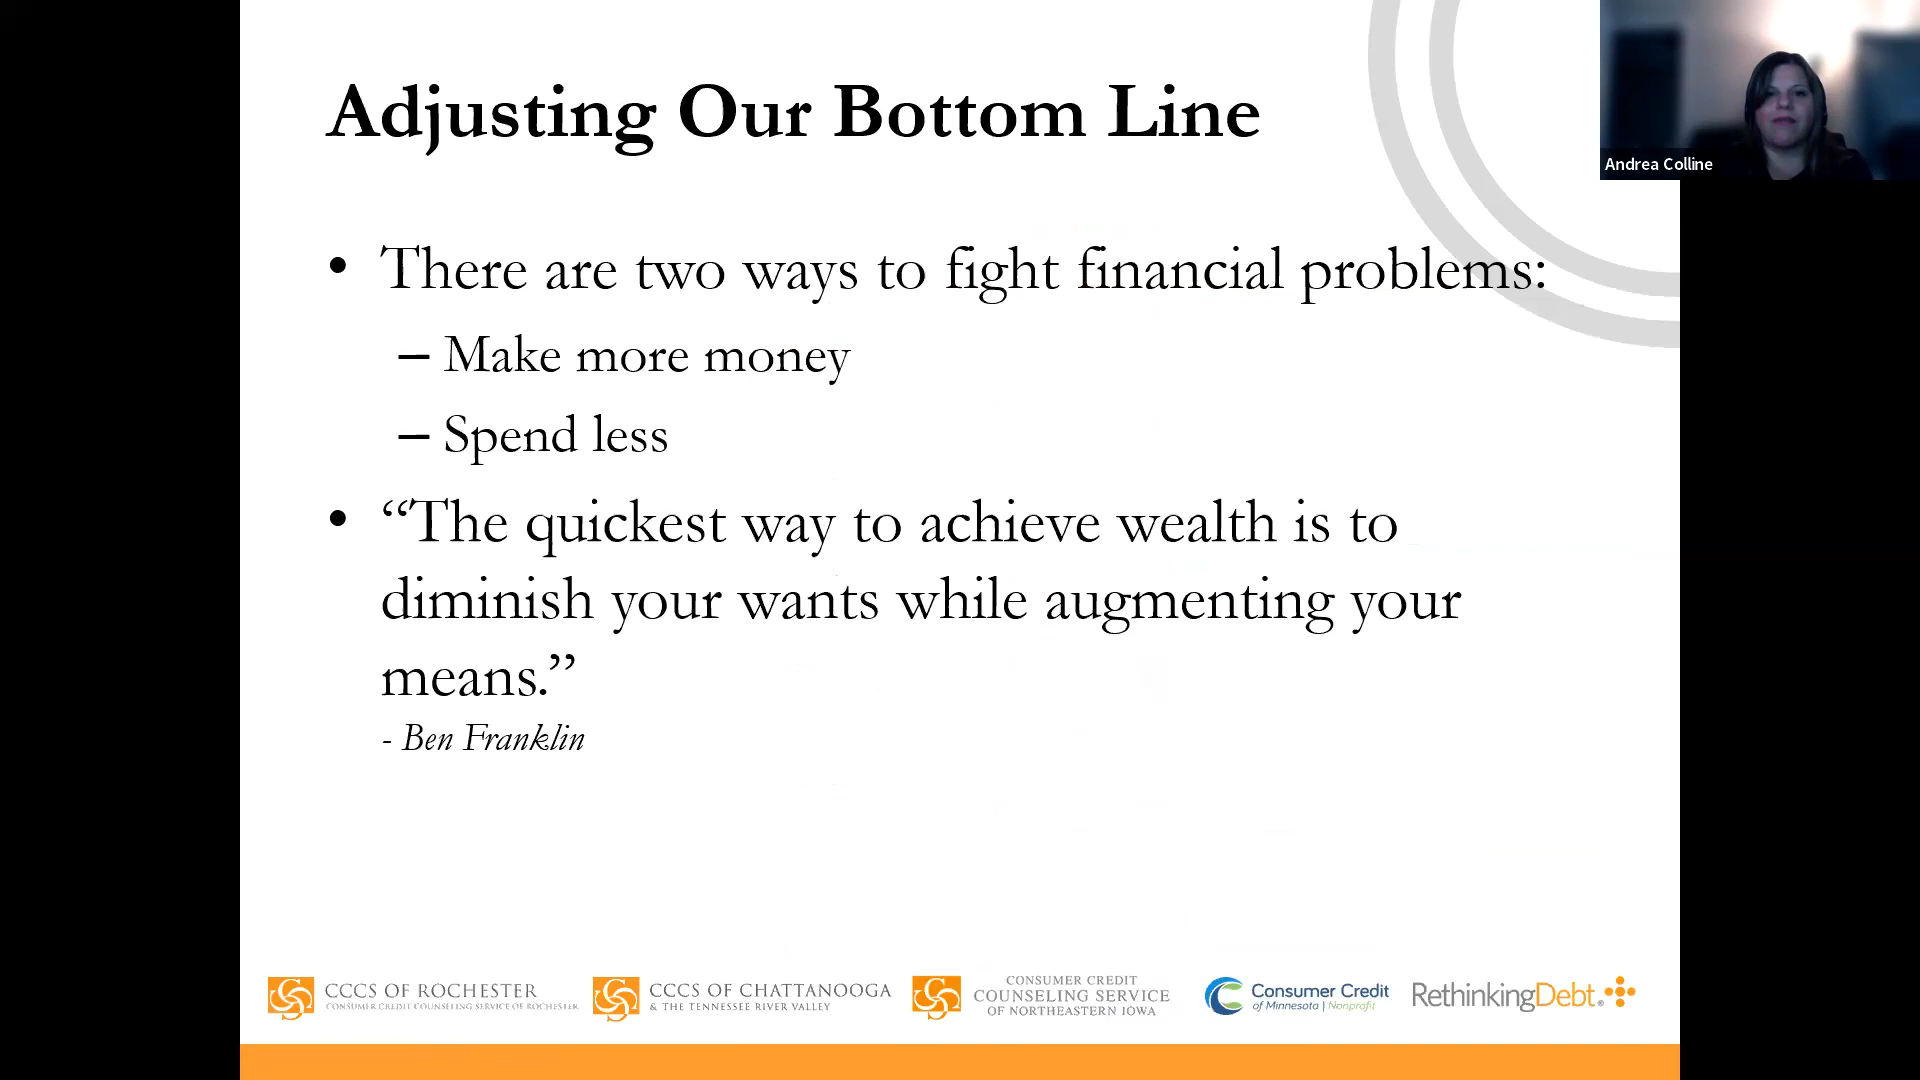 Adjusting Our Bottom Line
Andrea Colline
• There are two ways to fight financial problems:
– Make more money
– Spend less
• “The quickest way to achieve wealth is to
diminish your wants while augmenting your
means.”
- Ben Franklin
CCCS OF ROCHESTER
CONSUMER CREDIT COUNSELING SERVICE OF ROCHESTER
CCCS OF CHATTANOOGA
& THE TENNESSEE RIVER VALLEY
CONSUMER CREDIT
COUNSELING SERVICE
OF NORTHEASTERN IOWA
Consumer Credit
of Minnesota | Nonprofit
RethinkingDebt®